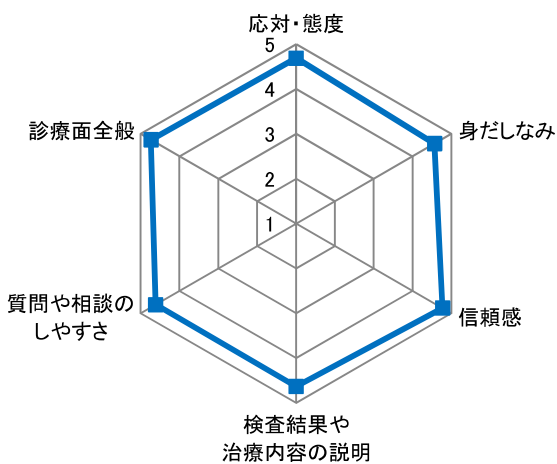 応対・態度
5
4
3
2
1
身だしなみ
信頼感
検査結果や
治療内容の説明
質問や相談の
しやすさ
診療面全般